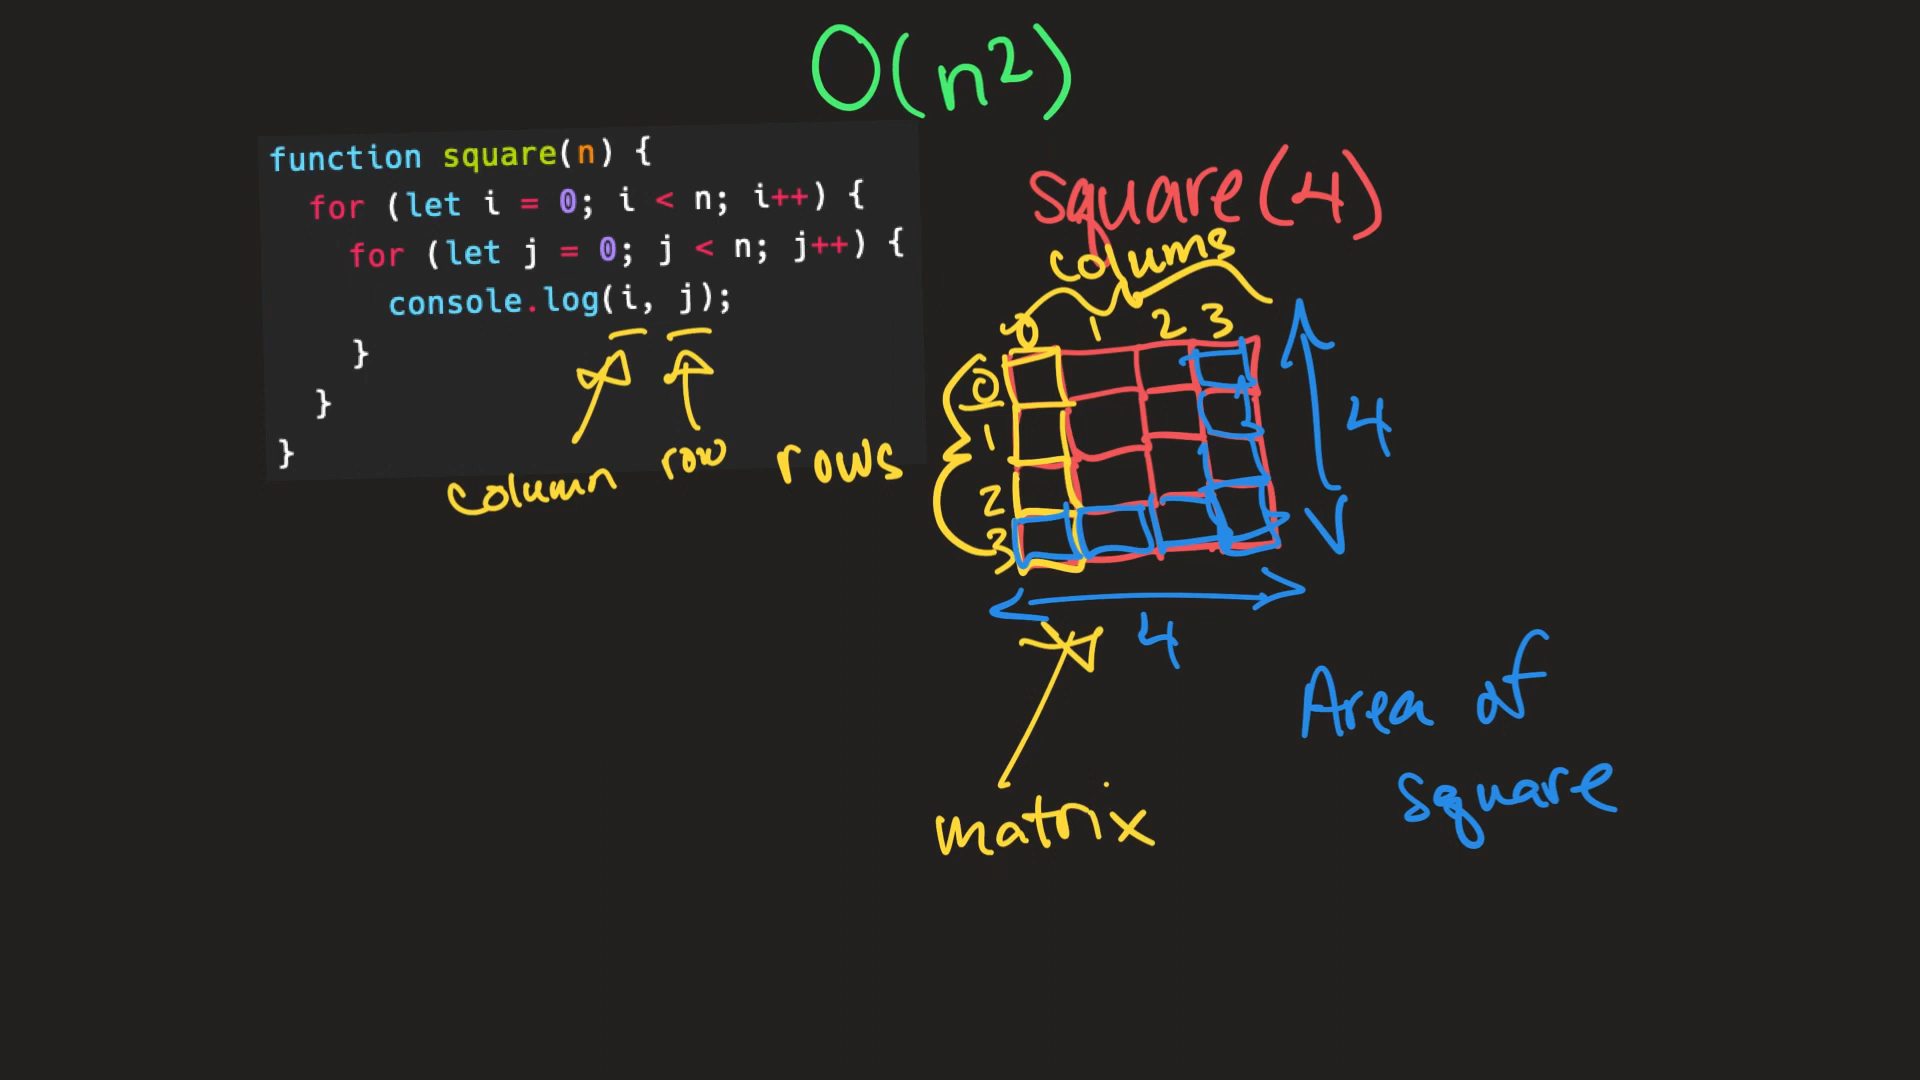 O(n²)
function square(n) {
for (let i = 0; i < n; i++) {
for (let j = 0; j < n; j++) {
console.log(i, j);
}
}
}
column
row
rows
square(4)
colums
0 1 2 3
0
1
2
3
4
4
matrix
Area of
square